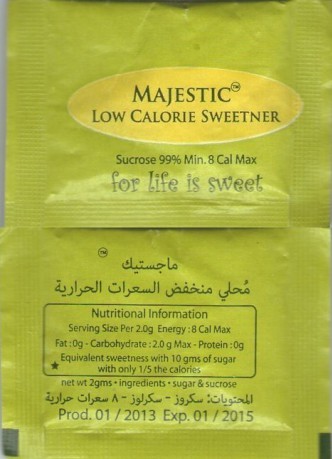 MAJESTIC™
LOW CALORIE SWEETNER
Sucrose 99% Min. 8 Cal Max
for life is sweet
™
ماجستيك
مُحلي منخفض السعرات الحرارية
Nutritional Information
Serving Size Per 2.0g Energy : 8 Cal Max
Fat : 0g - Carbohydrate : 2.0 g Max - Protein : 0g
Equivalent sweetness with 10 gms of sugar
★ with only 1/5 the calories
net wt 2gms • ingredients • sugar & sucrose
المحتويات: سكروز - سكرلوز - ٨ سعرات حرارية
Prod. 01 / 2013 Exp. 01 / 2015